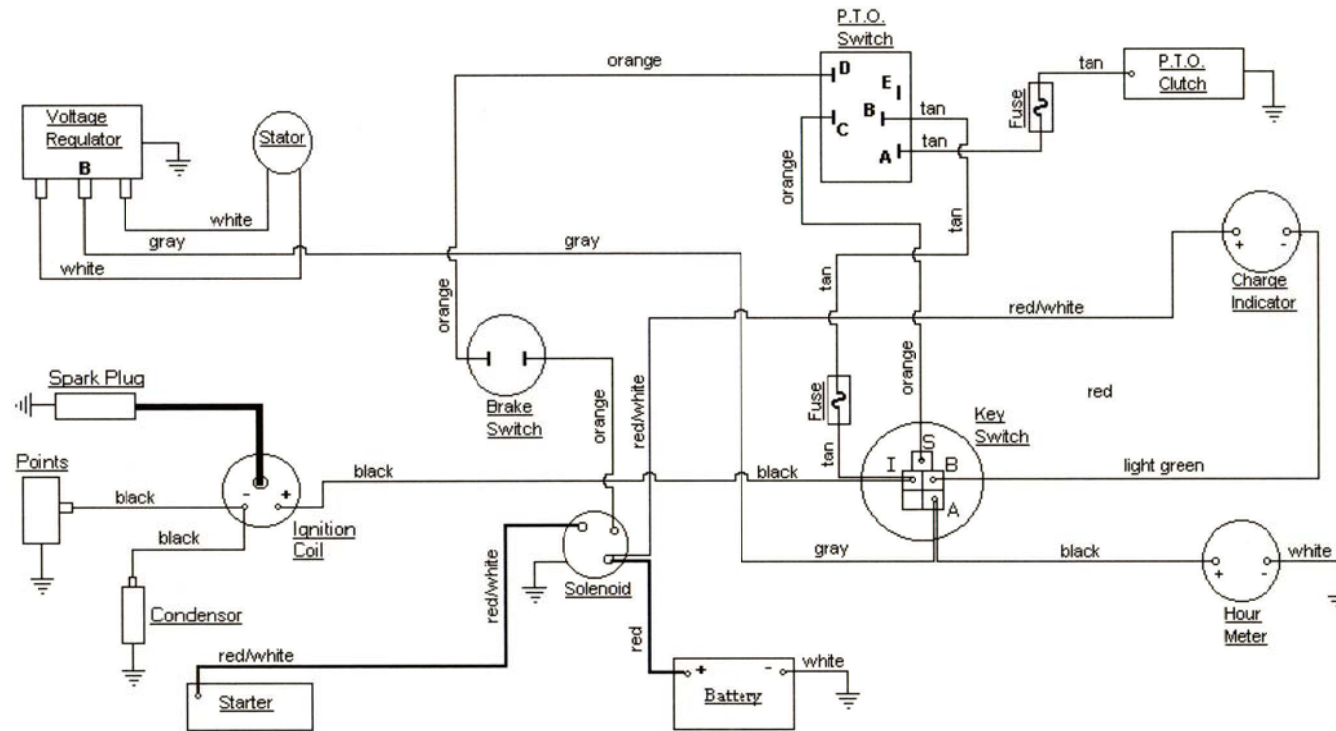 P.T.O.
Switch
orange
D
E
B
C
A
tan
tan
Fuse
tan
P.T.O.
Clutch
Voltage
Regulator
B
Stator
white
gray
white
gray
orange
orange
tan
tan
+ -
Charge
Indicator
red/white
red/white
Brake
Switch
orange
Fuse
tan
orange
red
Key
Switch
S
I
B
A
light green
Spark Plug
Points
black
- +
Ignition
Coil
black
black
black
Condensor
red/white
red/white
Starter
Solenoid
red
+ -
Battery
white
gray
black
+ -
white
Hour
Meter